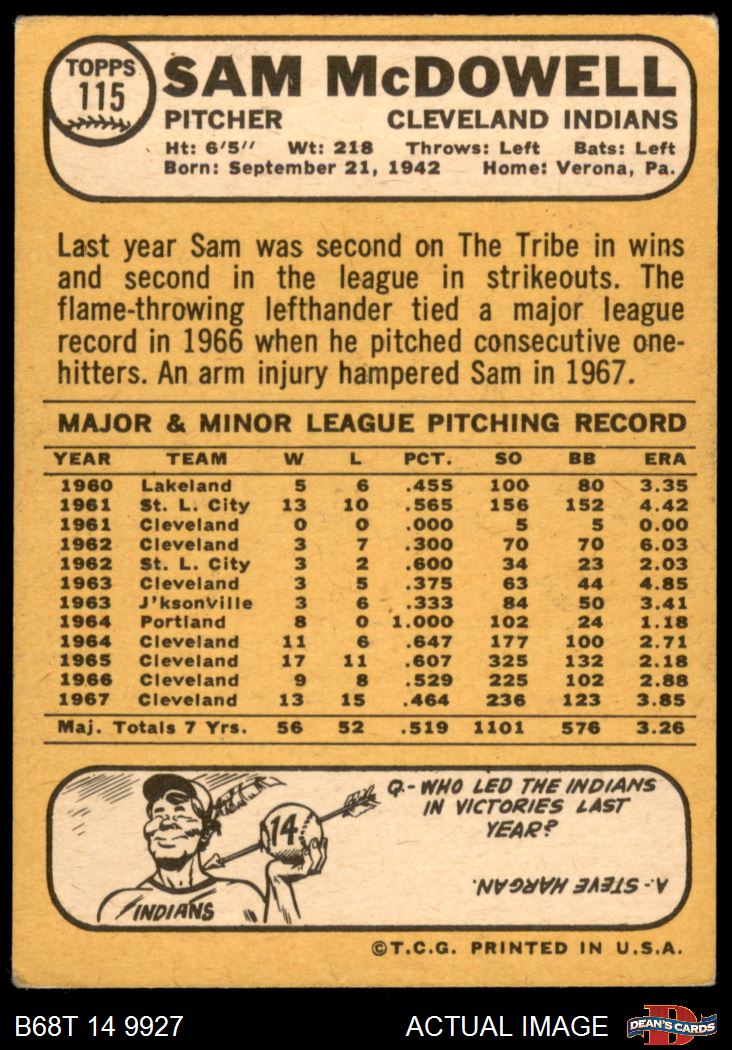 TOPPS
115
SAM McDOWELL
PITCHER CLEVELAND INDIANS
Ht: 6'5" Wt: 218 Throws: Left Bats: Left
Born: September 21, 1942 Home: Verona, Pa.
Last year Sam was second on The Tribe in wins
and second in the league in strikeouts. The
flame-throwing lefthander tied a major league
record in 1966 when he pitched consecutive one-
hitters. An arm injury hampered Sam in 1967.
MAJOR & MINOR LEAGUE PITCHING RECORD
YEAR TEAM W L PCT. SO BB ERA
1960 Lakeland 5 6 .455 100 80 3.35
1961 St. L. City 13 10 .565 156 152 4.42
1961 Cleveland 0 0 .000 5 5 0.00
1962 Cleveland 3 7 .300 70 70 6.03
1962 St. L. City 3 2 .600 34 23 2.03
1963 Cleveland 3 5 .375 63 44 4.85
1963 J'ksonville 3 6 .333 84 50 3.41
1964 Portland 8 0 1.000 102 24 1.18
1964 Cleveland 11 6 .647 177 100 2.71
1965 Cleveland 17 11 .607 325 132 2.18
1966 Cleveland 9 8 .529 225 102 2.88
1967 Cleveland 13 15 .464 236 123 3.85
Maj. Totals 7 Yrs. 56 52 .519 1101 576 3.26
14
INDIANS
Q.- WHO LED THE INDIANS
IN VICTORIES LAST
YEAR?
A.- STEVE HARGAN.
©T.C.G. PRINTED IN U.S.A.
B68T 14 9927 ACTUAL IMAGE
D
DEAN'S CARDS